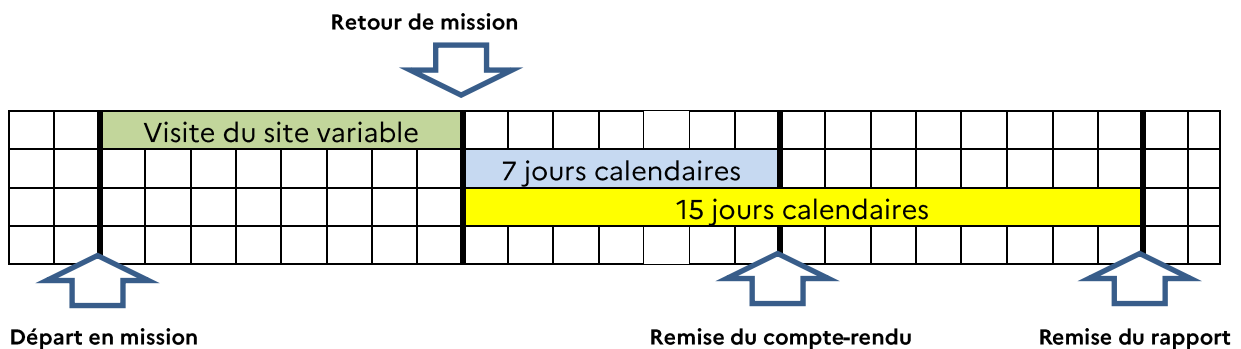 Retour de mission
Visite du site variable
7 jours calendaires
15 jours calendaires
Départ en mission
Remise du compte-rendu
Remise du rapport